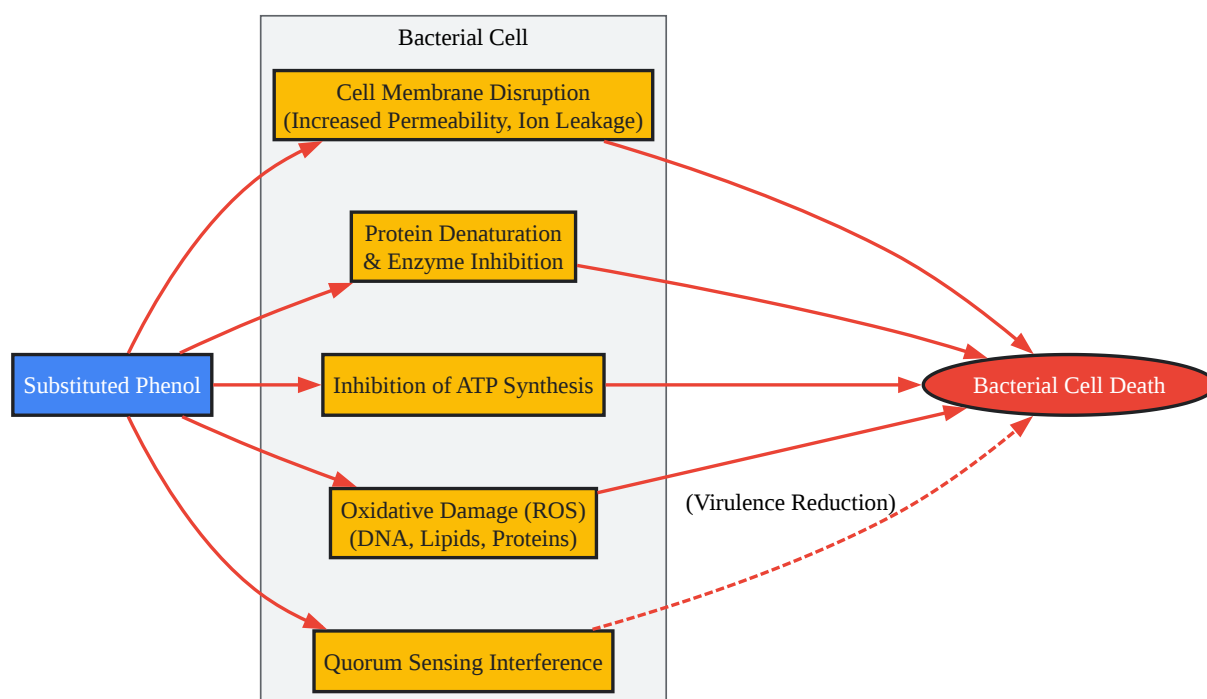 Bacterial Cell
Cell Membrane Disruption
(Increased Permeability, Ion Leakage)
Protein Denaturation
& Enzyme Inhibition
Substituted Phenol
Inhibition of ATP Synthesis
Bacterial Cell Death
Oxidative Damage (ROS)
(DNA, Lipids, Proteins)
(Virulence Reduction)
Quorum Sensing Interference